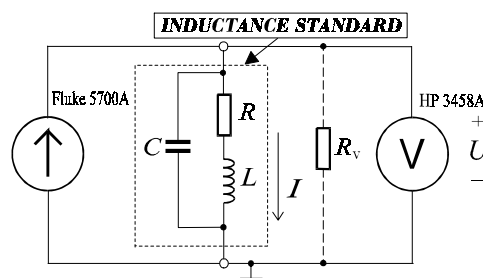 INDUCTANCE STANDARD
Fluke 5700A
HP 3458A
R
C
L
I
Rv
V
+
U
−